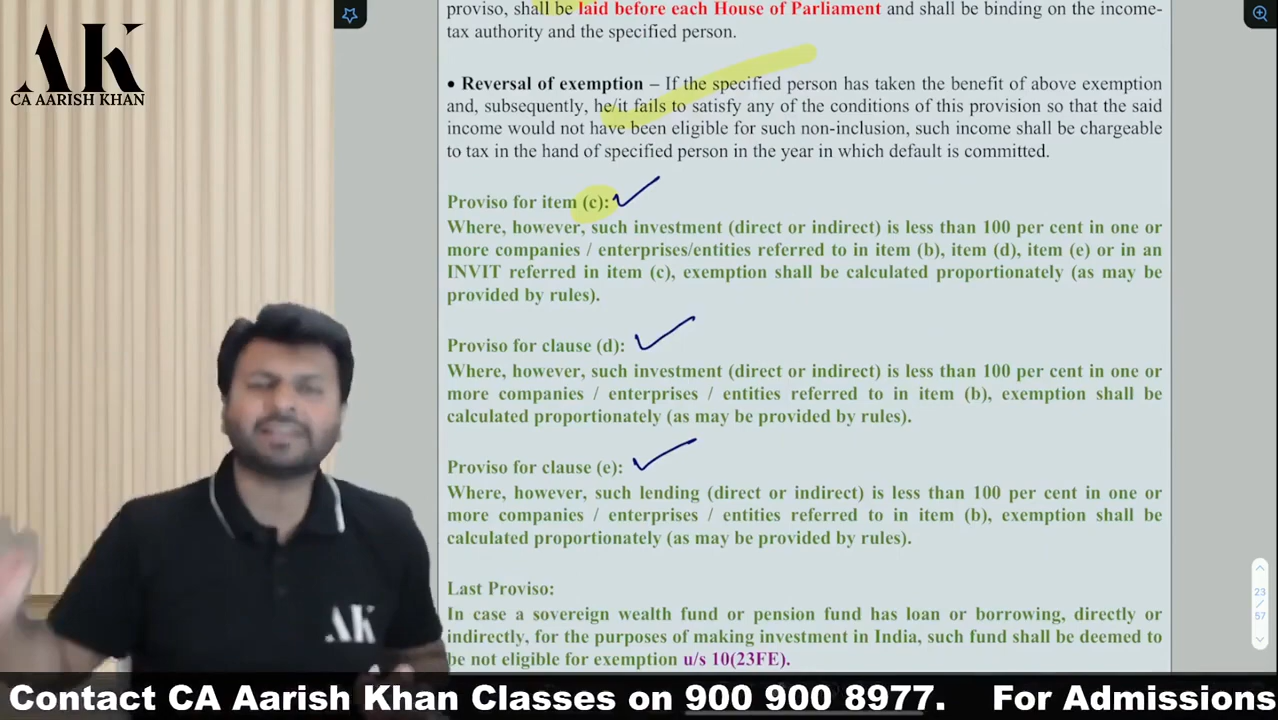 AK
CA AARISH KHAN
proviso, shall be laid before each House of Parliament and shall be binding on the income-
tax authority and the specified person.
• Reversal of exemption – If the specified person has taken the benefit of above exemption
and, subsequently, he/it fails to satisfy any of the conditions of this provision so that the said
income would not have been eligible for such non-inclusion, such income shall be chargeable
to tax in the hand of specified person in the year in which default is committed.
Proviso for item (c):
Where, however, such investment (direct or indirect) is less than 100 per cent in one or
more companies / enterprises/entities referred to in item (b), item (d), item (e) or in an
INVIT referred in item (c), exemption shall be calculated proportionately (as may be
provided by rules).
Proviso for clause (d):
Where, however, such investment (direct or indirect) is less than 100 per cent in one or
more companies / enterprises / entities referred to in item (b), exemption shall be
calculated proportionately (as may be provided by rules).
Proviso for clause (e):
Where, however, such lending (direct or indirect) is less than 100 per cent in one or
more companies / enterprises / entities referred to in item (b), exemption shall be
calculated proportionately (as may be provided by rules).
Last Proviso:
In case a sovereign wealth fund or pension fund has loan or borrowing, directly or
indirectly, for the purposes of making investment in India, such fund shall be deemed to
be not eligible for exemption u/s 10(23FE).
23
/
57
AK
Contact CA Aarish Khan Classes on 900 900 8977. For Admissions